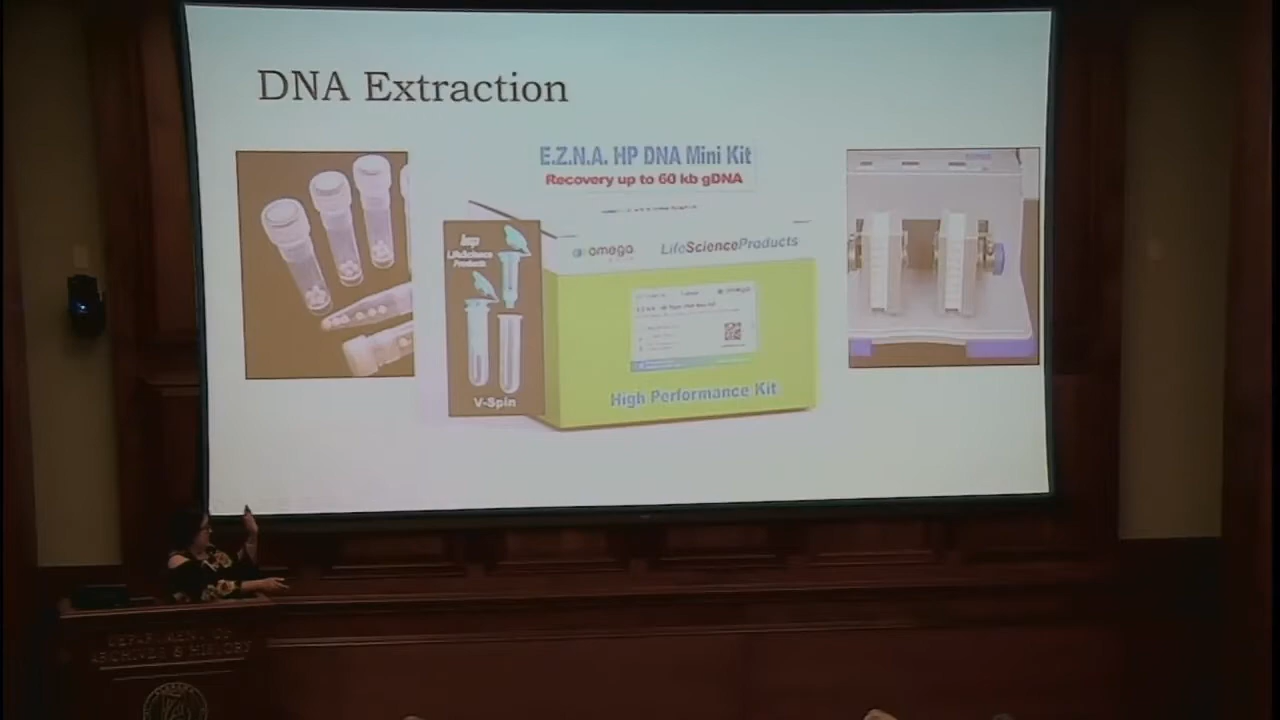 DNA Extraction
E.Z.N.A. HP DNA Mini Kit
Recovery up to 60 kb gDNA
LifeScience
Products
omega
LifeScienceProducts
V-Spin
High Performance Kit
DEPARTMENT OF
ARCHIVES & HISTORY
ALABAMA